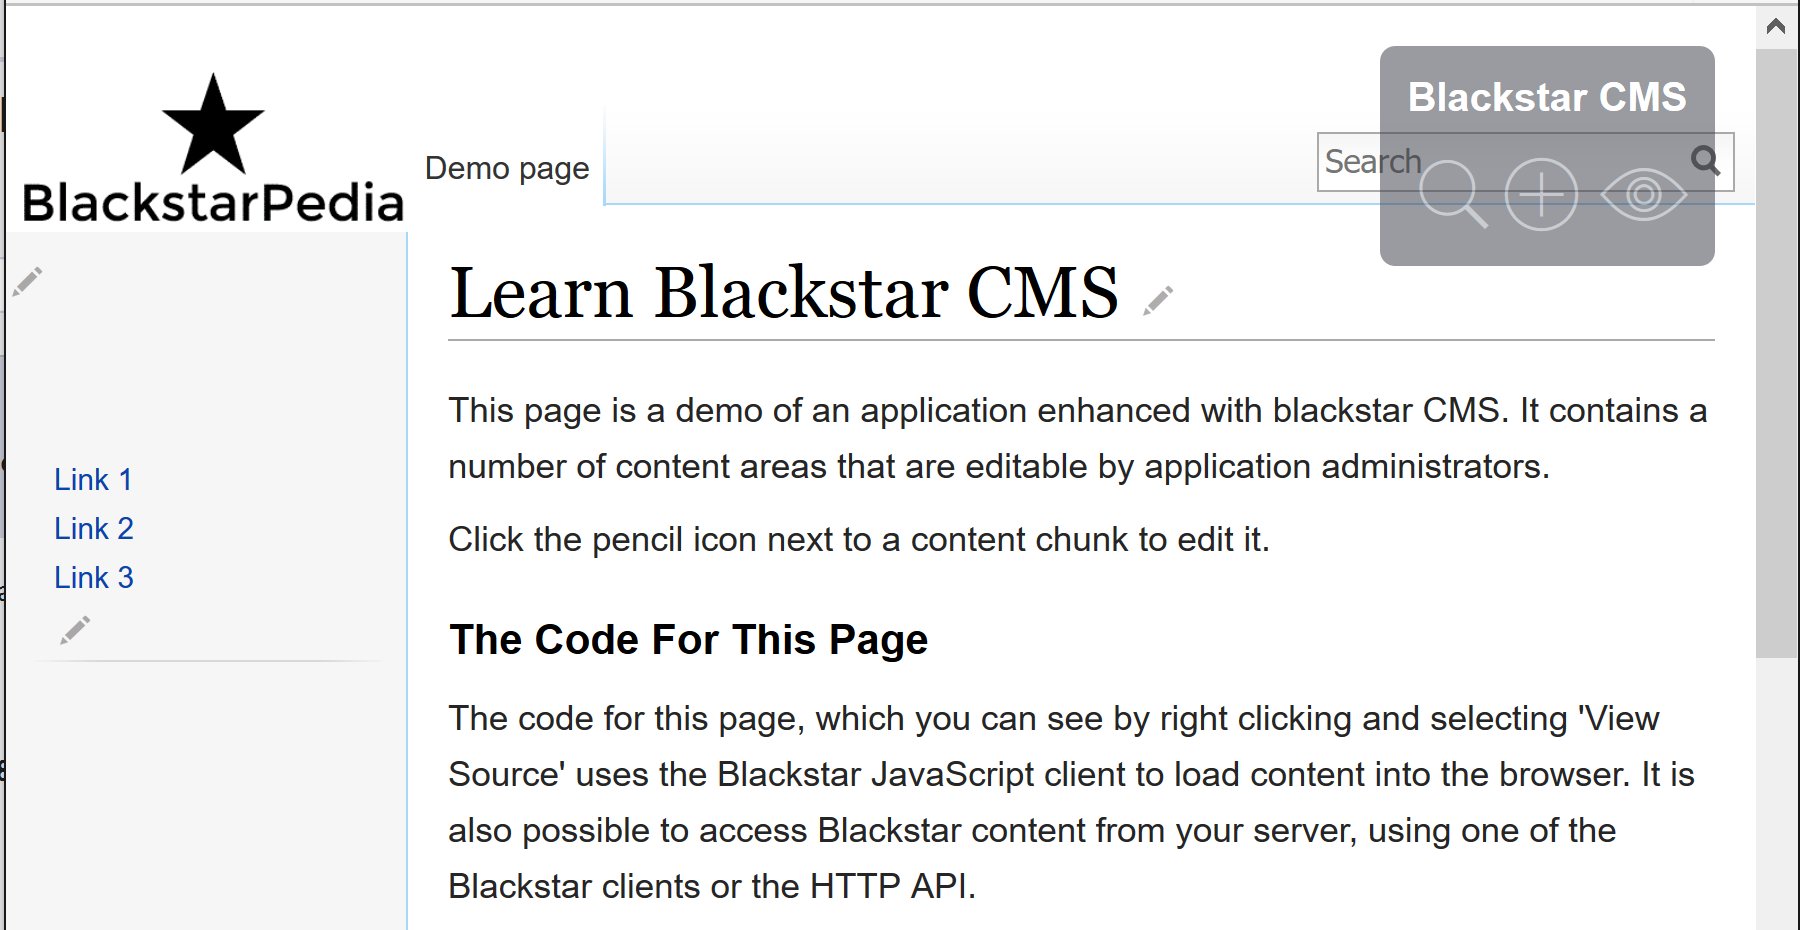 Blackstar CMS
BlackstarPedia
Demo page
Search
Learn Blackstar CMS
This page is a demo of an application enhanced with blackstar CMS. It contains a
number of content areas that are editable by application administrators.
Click the pencil icon next to a content chunk to edit it.
Link 1
Link 2
Link 3
The Code For This Page
The code for this page, which you can see by right clicking and selecting 'View
Source' uses the Blackstar JavaScript client to load content into the browser. It is
also possible to access Blackstar content from your server, using one of the
Blackstar clients or the HTTP API.